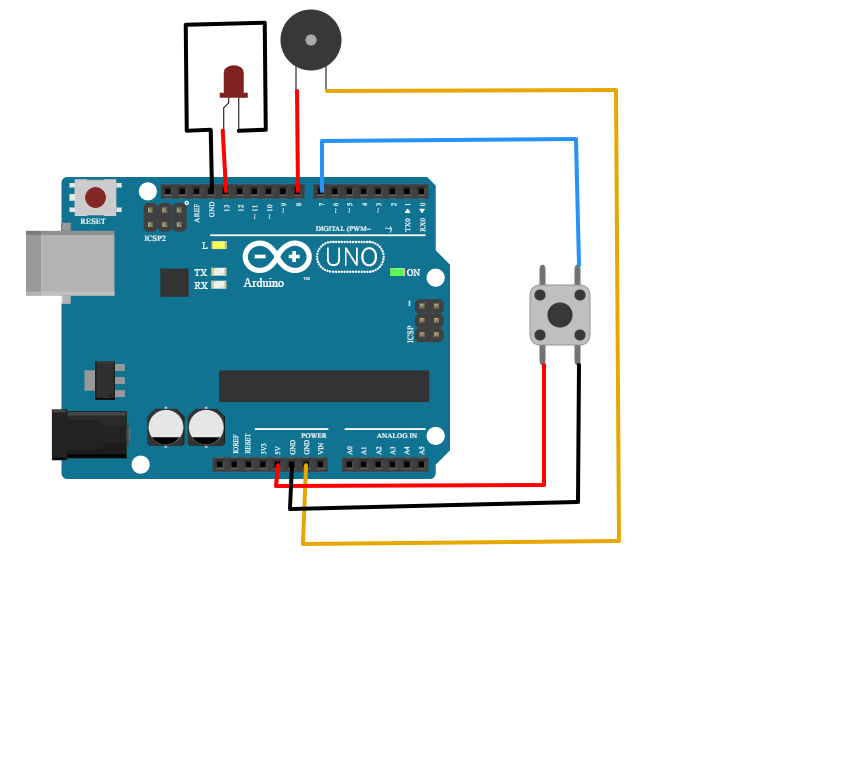 RESET
ICSP2
AREF
GND
13
12
~ 11
~ 10
~ 9
8
7
~ 6
~ 5
4
~ 3
2
TX0 ▶ 1
RX0 ◀ 0
DIGITAL (PWM~
L
TX
RX
UNO
ON
Arduino
™
1
ICSP
POWER
ANALOG IN
IOREF
RESET
3V3
5V
GND
GND
VIN
A0
A1
A2
A3
A4
A5